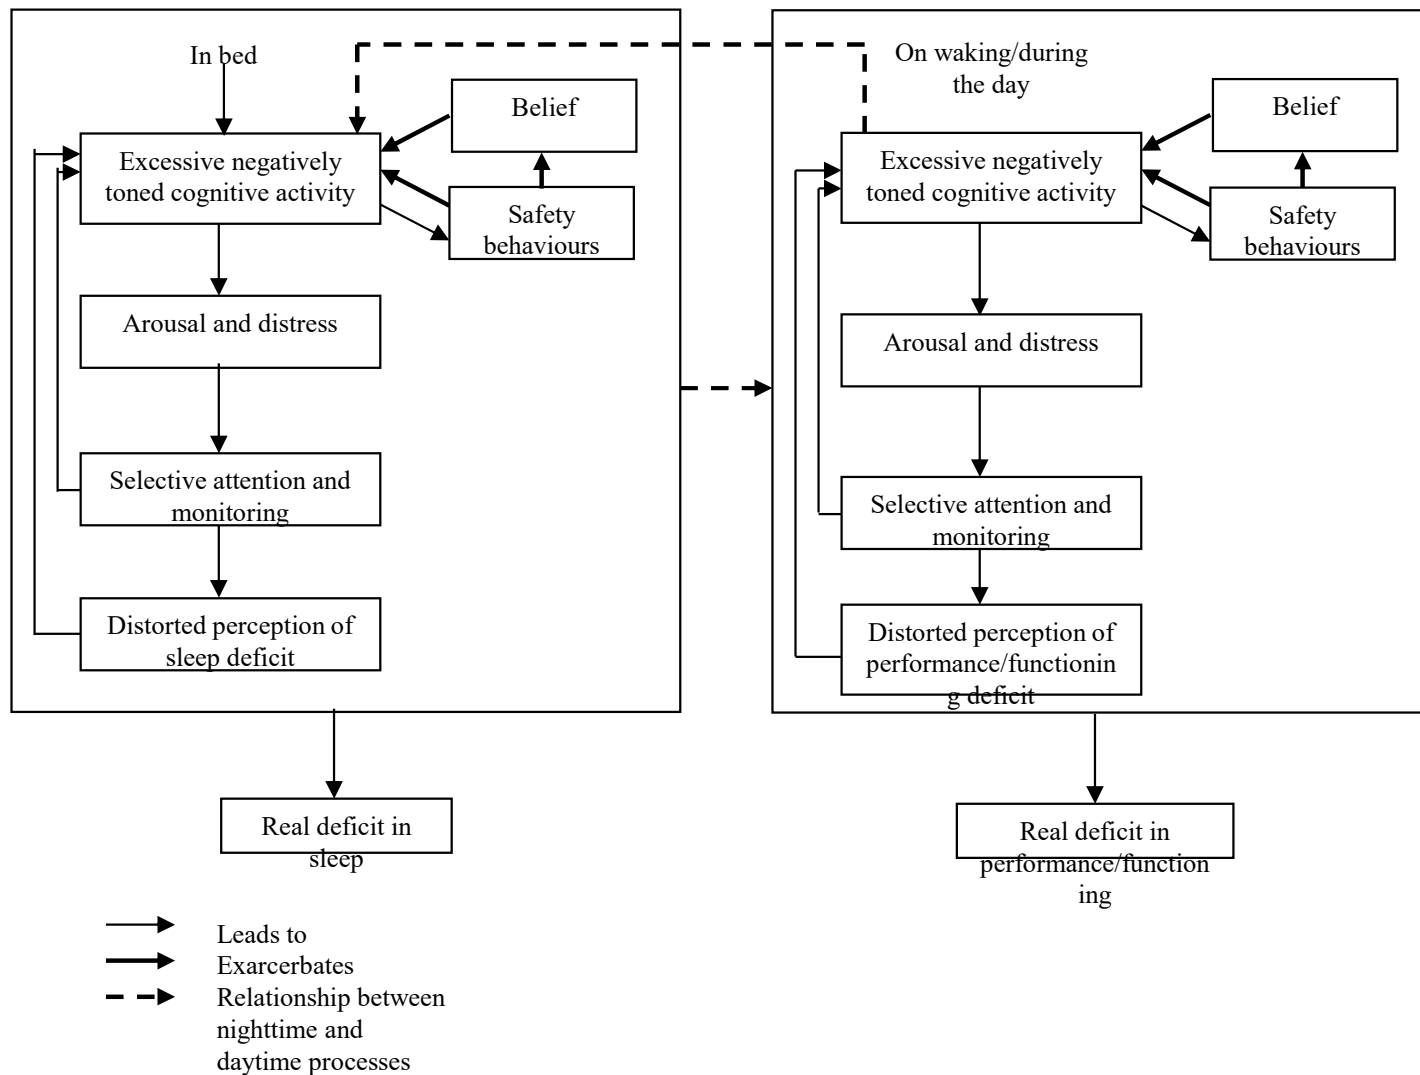 In bed
Belief
Excessive negatively
toned cognitive activity
Safety
behaviours
Arousal and distress
Selective attention and
monitoring
Distorted perception of
sleep deficit
Real deficit in
sleep
On waking/during
the day
Belief
Excessive negatively
toned cognitive activity
Safety
behaviours
Arousal and distress
Selective attention and
monitoring
Distorted perception of
performance/functionin
g deficit
Real deficit in
performance/function
ing
Leads to
Exarcerbates
Relationship between
nighttime and
daytime processes